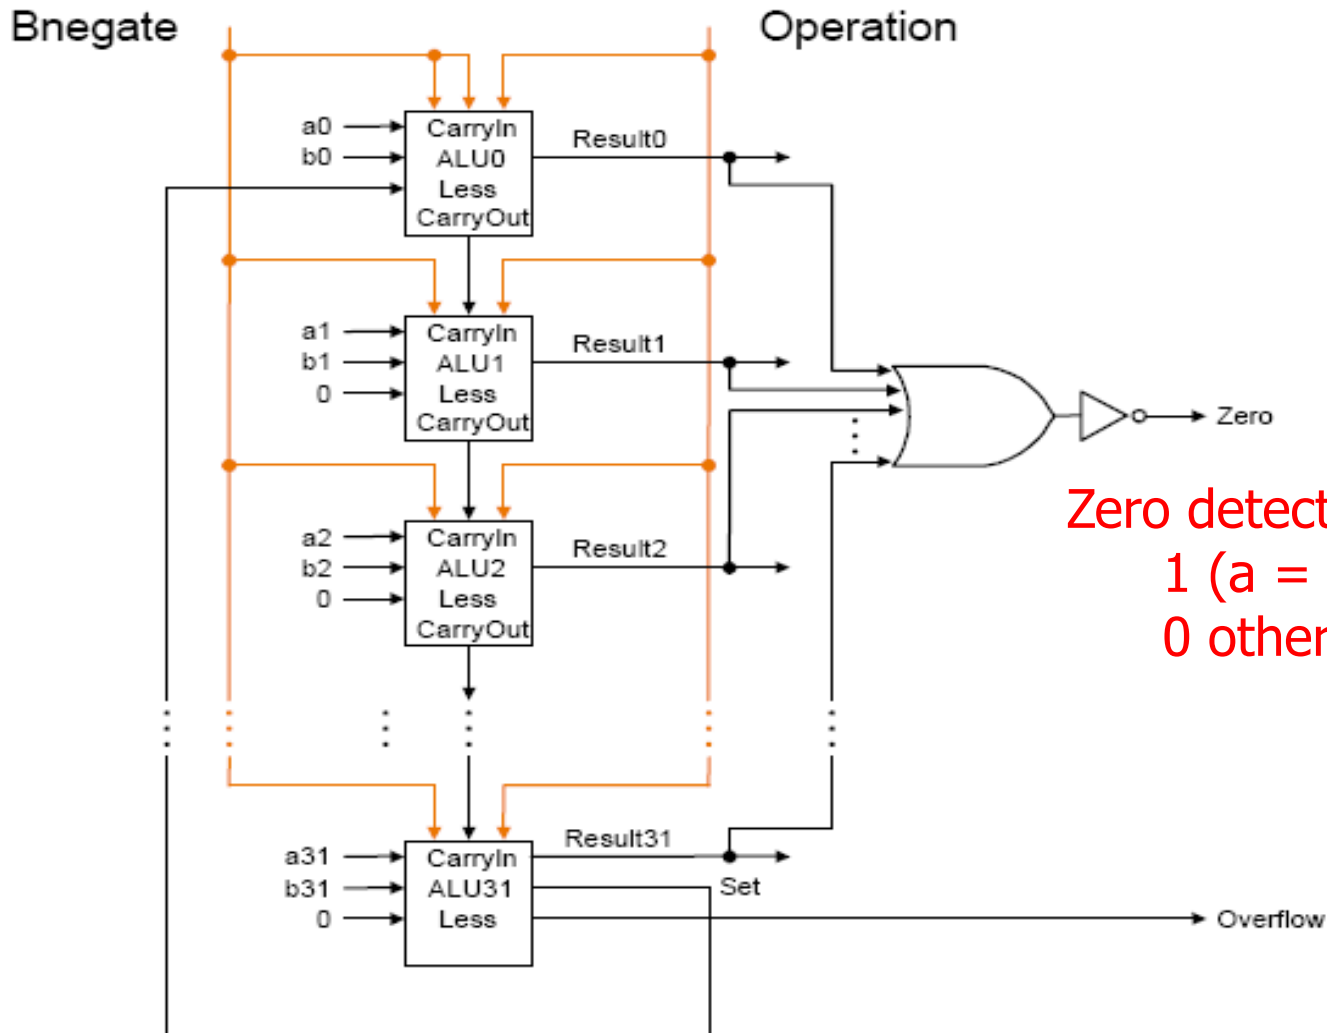 Bnegate
Operation
a0
b0
CarryIn
ALU0
Less
CarryOut
Result0
a1
b1
0
CarryIn
ALU1
Less
CarryOut
Result1
Zero
a2
b2
0
CarryIn
ALU2
Less
CarryOut
Result2
Zero detect
1 (a =
0 other
a31
b31
0
CarryIn
ALU31
Less
Result31
Set
Overflow